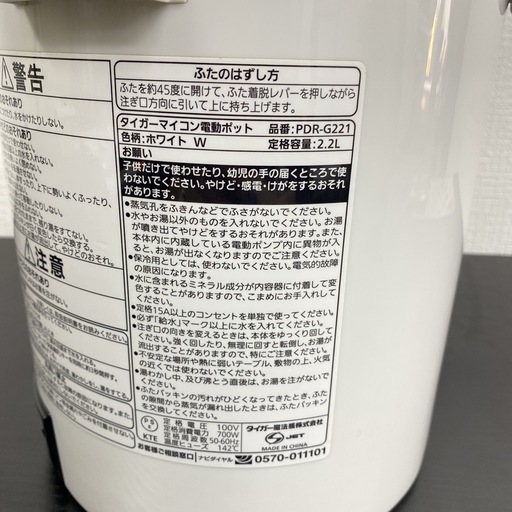 警告
ふたのはずし方
ふたを約45度に開けて、ふた着脱レバーを押しながら
注ぎ口方向に引いて上に持ち上げます。
タイガーマイコン電動ポット 品番:PDR-G221
色柄:ホワイト W 定格容量:2.2L
お願い
子供だけで使わせたり、幼児の手の届くところで使
わないでください。やけど・感電・けがをするおそれ
があります。
●蒸気孔をふきんなどでふさがないでください。
●水やお湯以外のものを入れないでください。お湯
が噴き出てやけどをするおそれがあります。また、
本体内に内蔵している電動ポンプ内に異物が入
ると、お湯が出なくなりますのでご注意ください。
●保冷用としては、使わないでください。電気的故障
の原因になります。
●水に含まれるミネラル成分が内容器に付着して変
色することがありますので、こまめにお手入れして
ください。
●定格15A以上のコンセントを単独で使ってください。
●必ず「給水」マーク以上に水を入れてください。
●注ぎ口の向きを変えるときは、本体をゆっくり回して
ください。強く回したり、無理に回すと転倒し、お湯が
流出することがありますので、特にご注意ください。
●不安定な場所や熱に弱いテーブル、敷物の上、火気
の近くでは使わないでください。
●湯わかし中、及び沸とう直後は、お湯を注がないで
ください。
●ふたパッキンの汚れがひどくなってきたとき、ふた
の隙間から蒸気が漏れ出したときは、ふたパッキン
を交換してください。
注意
PS
E
KTE
定格電圧 100V
定格消費電力 700W
定格周波数 50-60Hz
温度ヒューズ 142℃
タイガー魔法瓶株式会社
JET
MADE IN CHINA
お客様ご相談窓口 ナビダイヤル 0570-011101